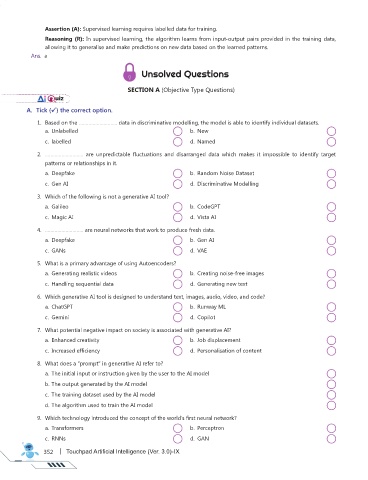 Assertion (A): Supervised learning requires labelled data for training.
Reasoning (R): In supervised learning, the algorithm learns from input-output pairs provided in the training data,
allowing it to generalise and make predictions on new data based on the learned patterns.
Ans. a
Unsolved Questions
SECTION A (Objective Type Questions)
AI Quiz
A. Tick (✓) the correct option.
1. Based on the ........................ data in discriminative modelling, the model is able to identify individual datasets.
a. Unlabelled
b. New
c. labelled
d. Named
2. ........................ are unpredictable fluctuations and disarranged data which makes it impossible to identify target
patterns or relationships in it.
a. Deepfake
b. Random Noise Dataset
c. Gen AI
d. Discriminative Modelling
3. Which of the following is not a generative AI tool?
a. Galileo
b. CodeGPT
c. Magic AI
d. Vista AI
4. ........................ are neural networks that work to produce fresh data.
a. Deepfake
b. Gen AI
c. GANs
d. VAE
5. What is a primary advantage of using Autoencoders?
a. Generating realistic videos
b. Creating noise-free images
c. Handling sequential data
d. Generating new text
6. Which generative AI tool is designed to understand text, images, audio, video, and code?
a. ChatGPT
b. Runway ML
c. Gemini
d. Copilot
7. What potential negative impact on society is associated with generative AI?
a. Enhanced creativity
b. Job displacement
c. Increased efficiency
d. Personalisation of content
8. What does a "prompt" in generative AI refer to?
a. The initial input or instruction given by the user to the AI model
b. The output generated by the AI model
c. The training dataset used by the AI model
d. The algorithm used to train the AI model
9. Which technology introduced the concept of the world's first neural network?
a. Transformers
b. Perceptron
c. RNNs
d. GAN
352 | Touchpad Artificial Intelligence (Ver. 3.0)-IX